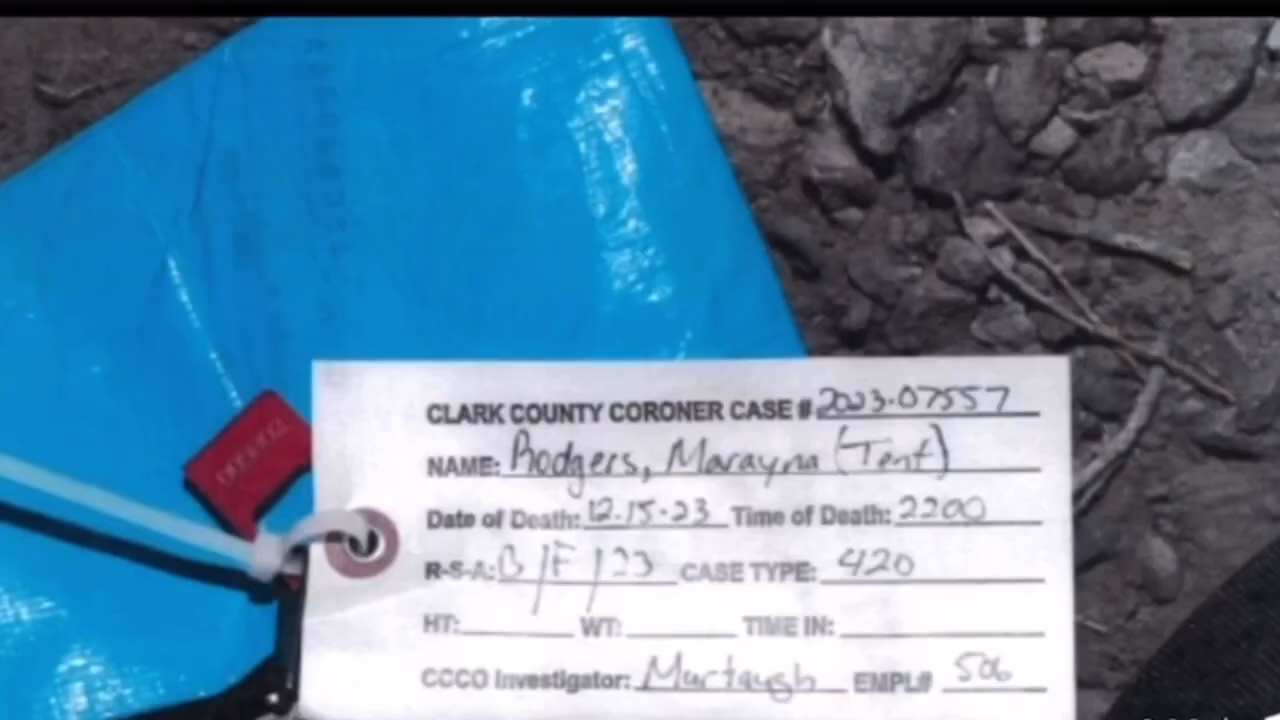 CLARK COUNTY CORONER CASE # 2023-07557
NAME: Rodgers, Marayna (Tent)
Date of Death: 12-15-23 Time of Death: 2200
R-S-A: B/F/23 CASE TYPE: 420
HT: WT: TIME IN:
CCCO Investigator: Murtaugh EMPL# 506